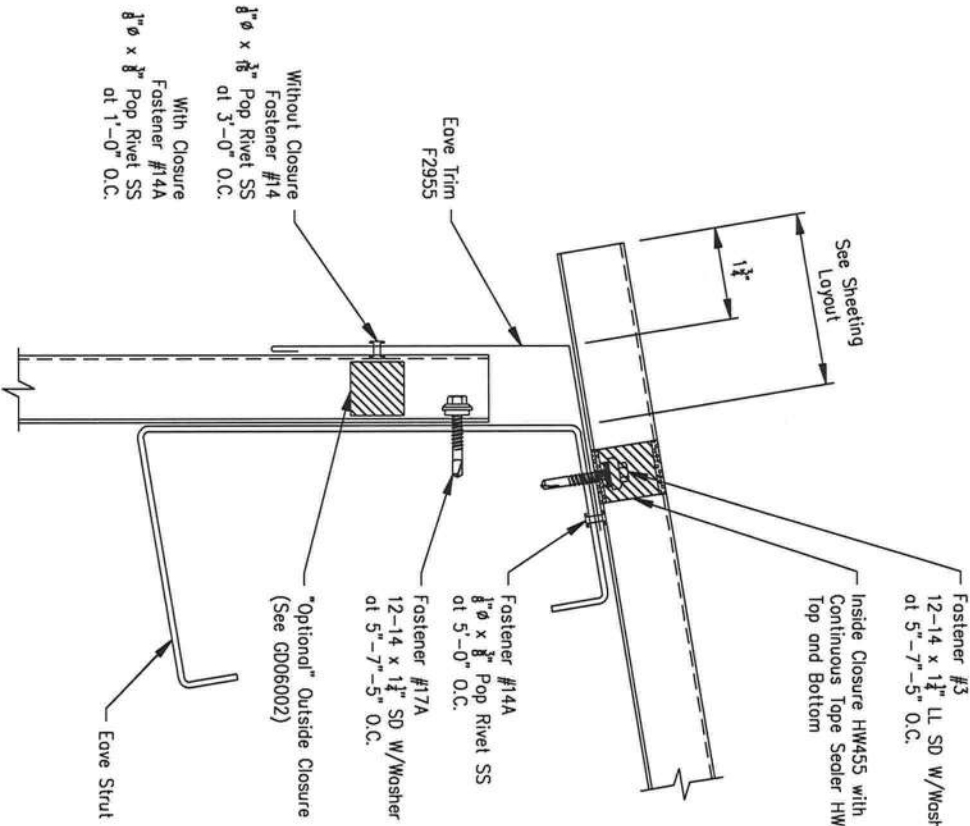 See Sheeting
Layout
1 3/4"
Eave Trim
F2955
Without Closure
Fastener #14
1/8"ø x 3/16" Pop Rivet SS
at 3'-0" O.C.
With Closure
Fastener #14A
1/8"ø x 3/8" Pop Rivet SS
at 1'-0" O.C.
Fastener #3
12-14 x 1 1/4" LL SD W/Wash
at 5"-7"-5" O.C.
Inside Closure HW455 with
Continuous Tape Sealer HW
Top and Bottom
Fastener #14A
1/8"ø x 3/8" Pop Rivet SS
at 5'-0" O.C.
Fastener #17A
12-14 x 1 1/4" SD W/Washer
at 5"-7"-5" O.C.
"Optional" Outside Closure
(See GD06002)
Eave Strut